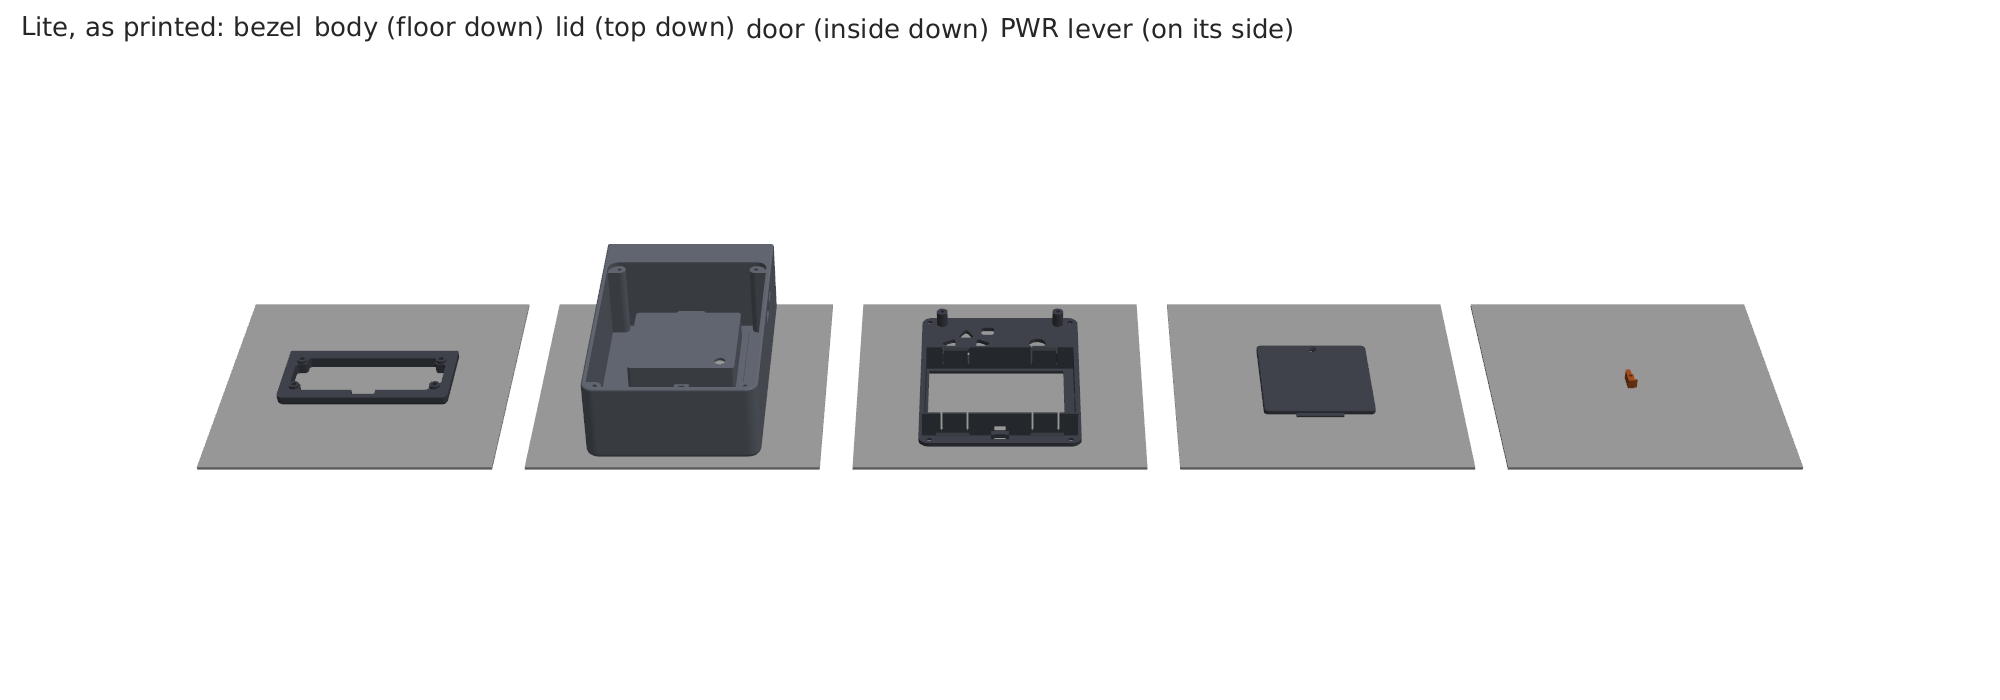 Lite, as printed: bezel body (floor down) lid (top down) door (inside down) PWR lever (on its side)